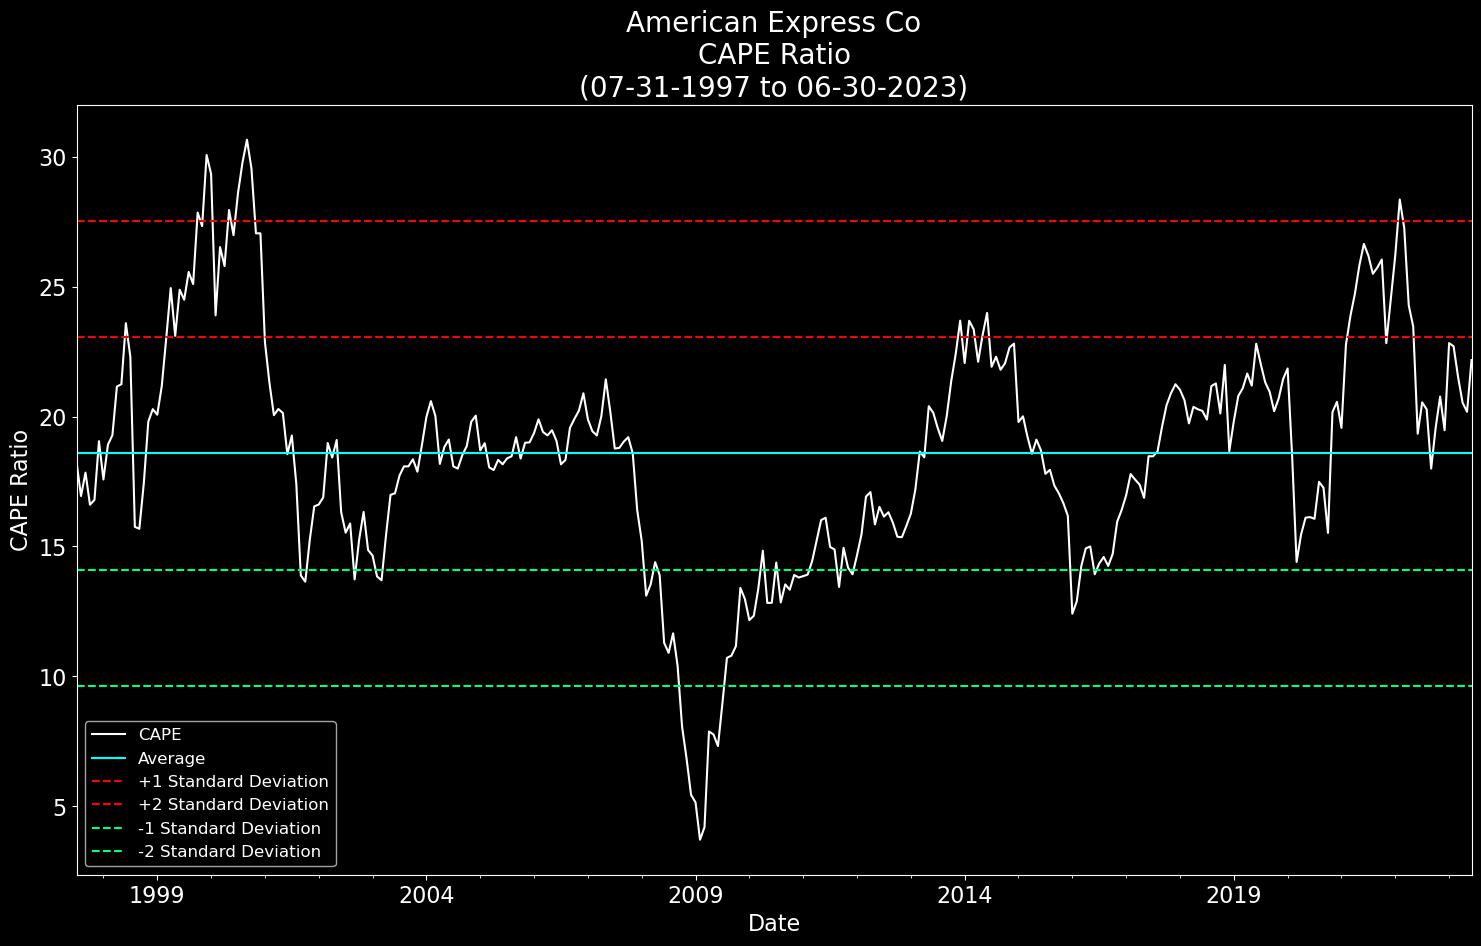 American Express Co
CAPE Ratio
(07-31-1997 to 06-30-2023)
30
25
20
15
10
5
CAPE Ratio
CAPE
Average
+1 Standard Deviation
+2 Standard Deviation
-1 Standard Deviation
-2 Standard Deviation
1999 2004 2009 2014 2019
Date